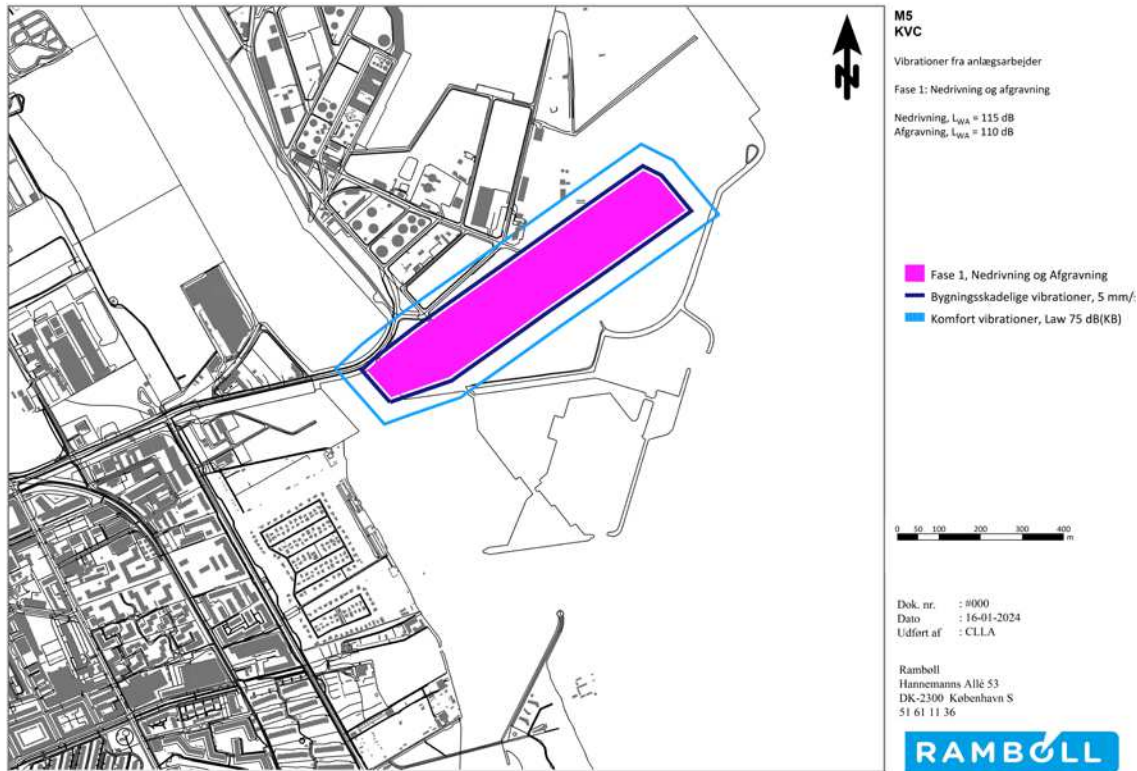 M5
KVC
Vibrationer fra anlægsarbejder
Fase 1: Nedrivning og afgravning
Nedrivning, LWA = 115 dB
Afgravning, LWA = 110 dB
N
Fase 1, Nedrivning og Afgravning
Bygningsskadelige vibrationer, 5 mm/
Komfort vibrationer, Law 75 dB(KB)
0 50 100 200 300 400
m
Dok. nr. : #000
Dato : 16-01-2024
Udført af : CLLA
Rambøll
Hannemanns Allé 53
DK-2300 København S
51 61 11 36
RAMBOLL